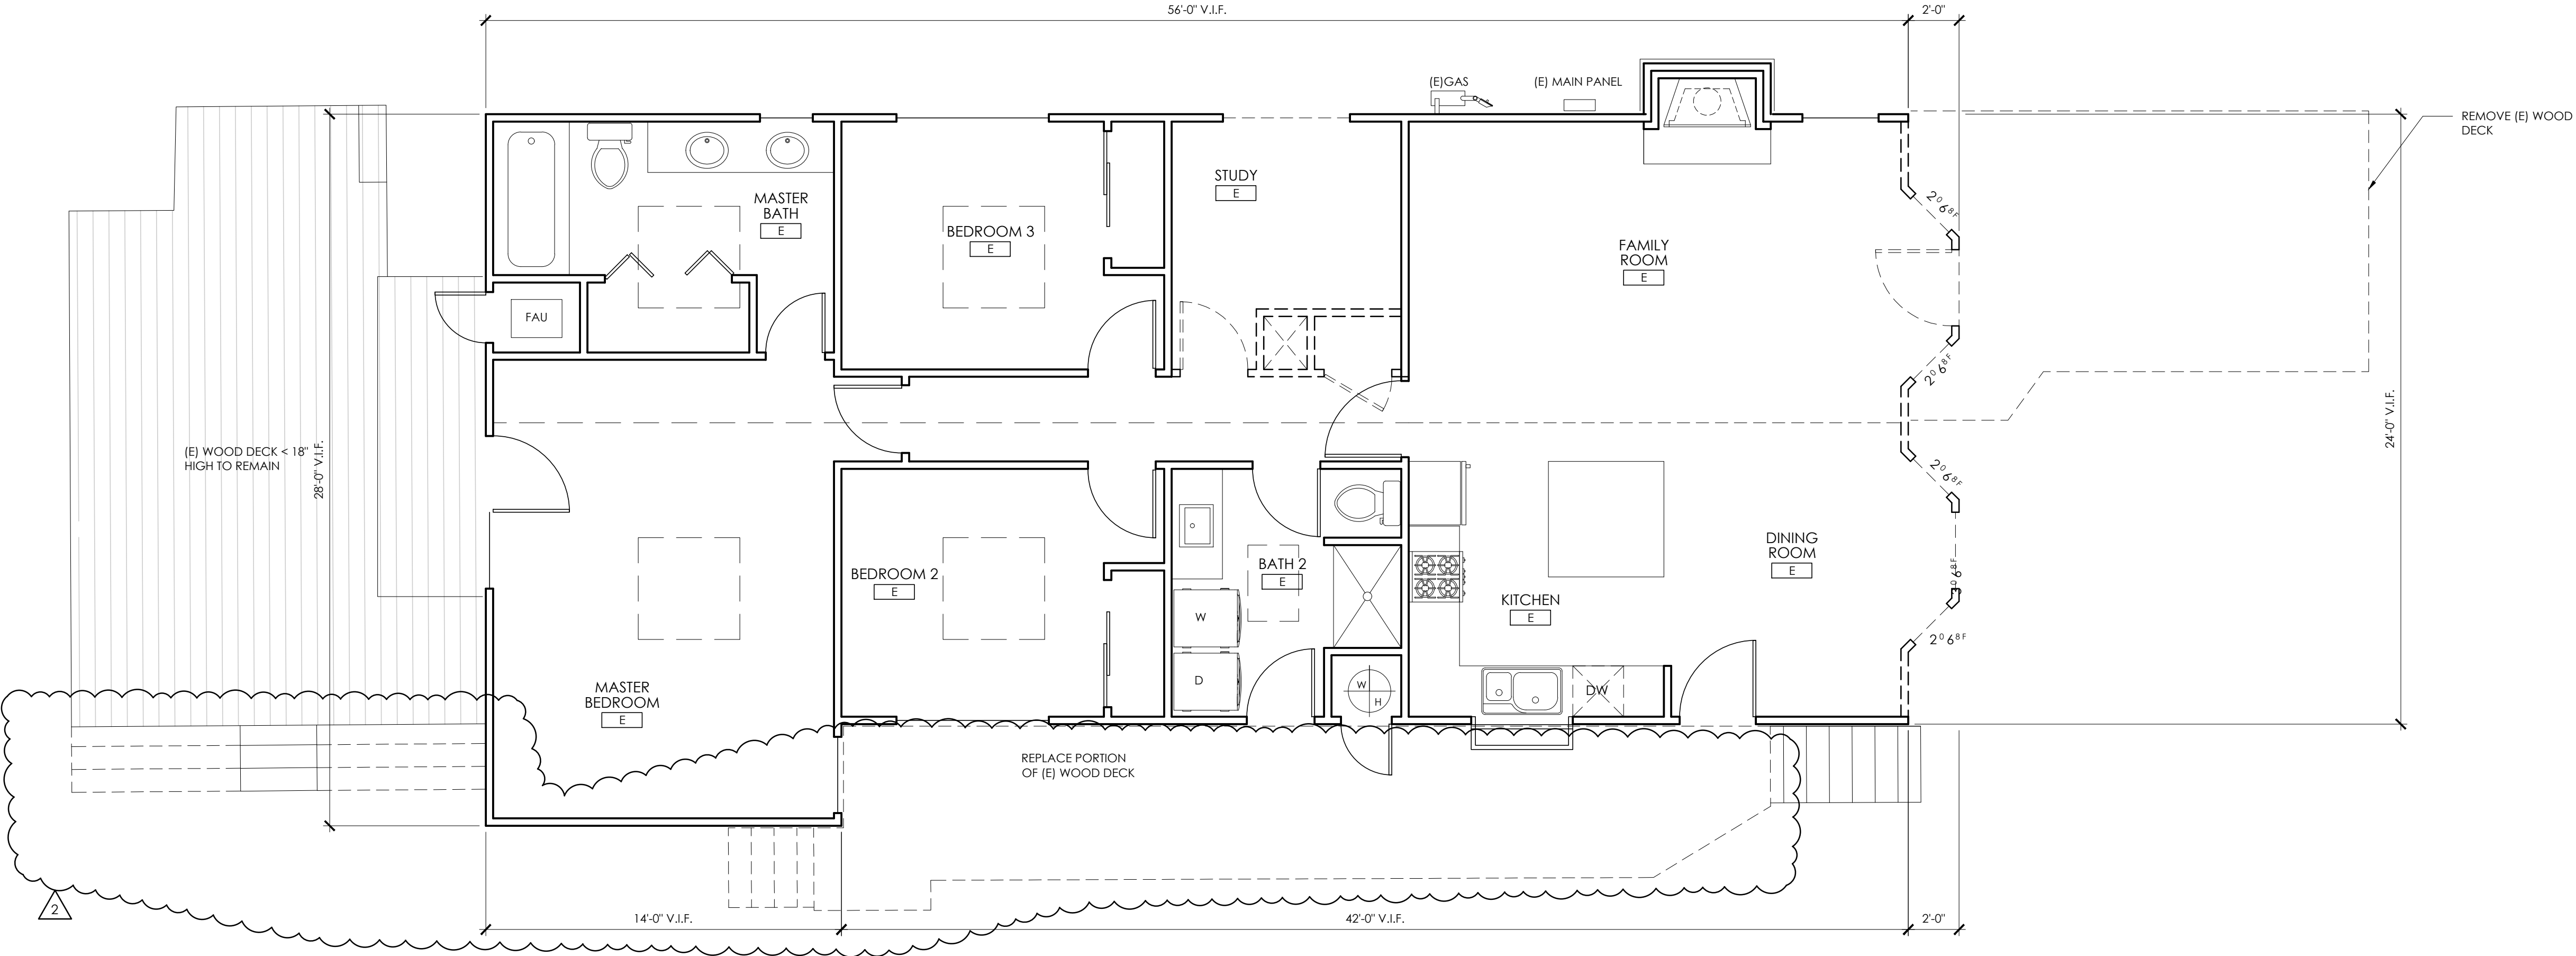 56'-0" V.I.F.
2'-0"
(E)GAS
(E) MAIN PANEL
REMOVE (E) WOOD
DECK
MASTER
BATH
E
BEDROOM 3
E
STUDY
E
FAMILY
ROOM
E
2⁰6⁸F
2⁰6⁸F
FAU
(E) WOOD DECK < 18"
HIGH TO REMAIN
28'-0" V.I.F.
24'-0" V.I.F.
2⁰6⁸F
BEDROOM 2
E
BATH 2
E
W
D
KITCHEN
E
DINING
ROOM
E
2⁰6⁸F
MASTER
BEDROOM
E
W
H
DW
REPLACE PORTION
OF (E) WOOD DECK
2
14'-0" V.I.F.
42'-0" V.I.F.
2'-0"